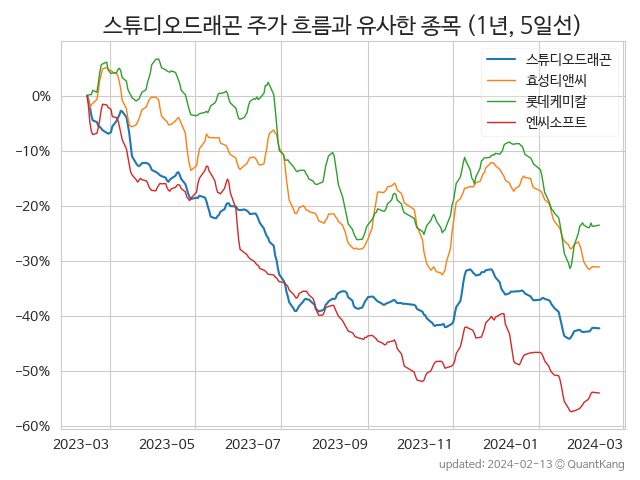 스튜디오드래곤 주가 흐름과 유사한 종목 (1년, 5일선)
스튜디오드래곤
효성티앤씨
롯데케미칼
엔씨소프트
0%
−10%
−20%
−30%
−40%
−50%
−60%
2023-03 2023-05 2023-07 2023-09 2023-11 2024-01 2024-03
updated: 2024-02-13 © QuantKang